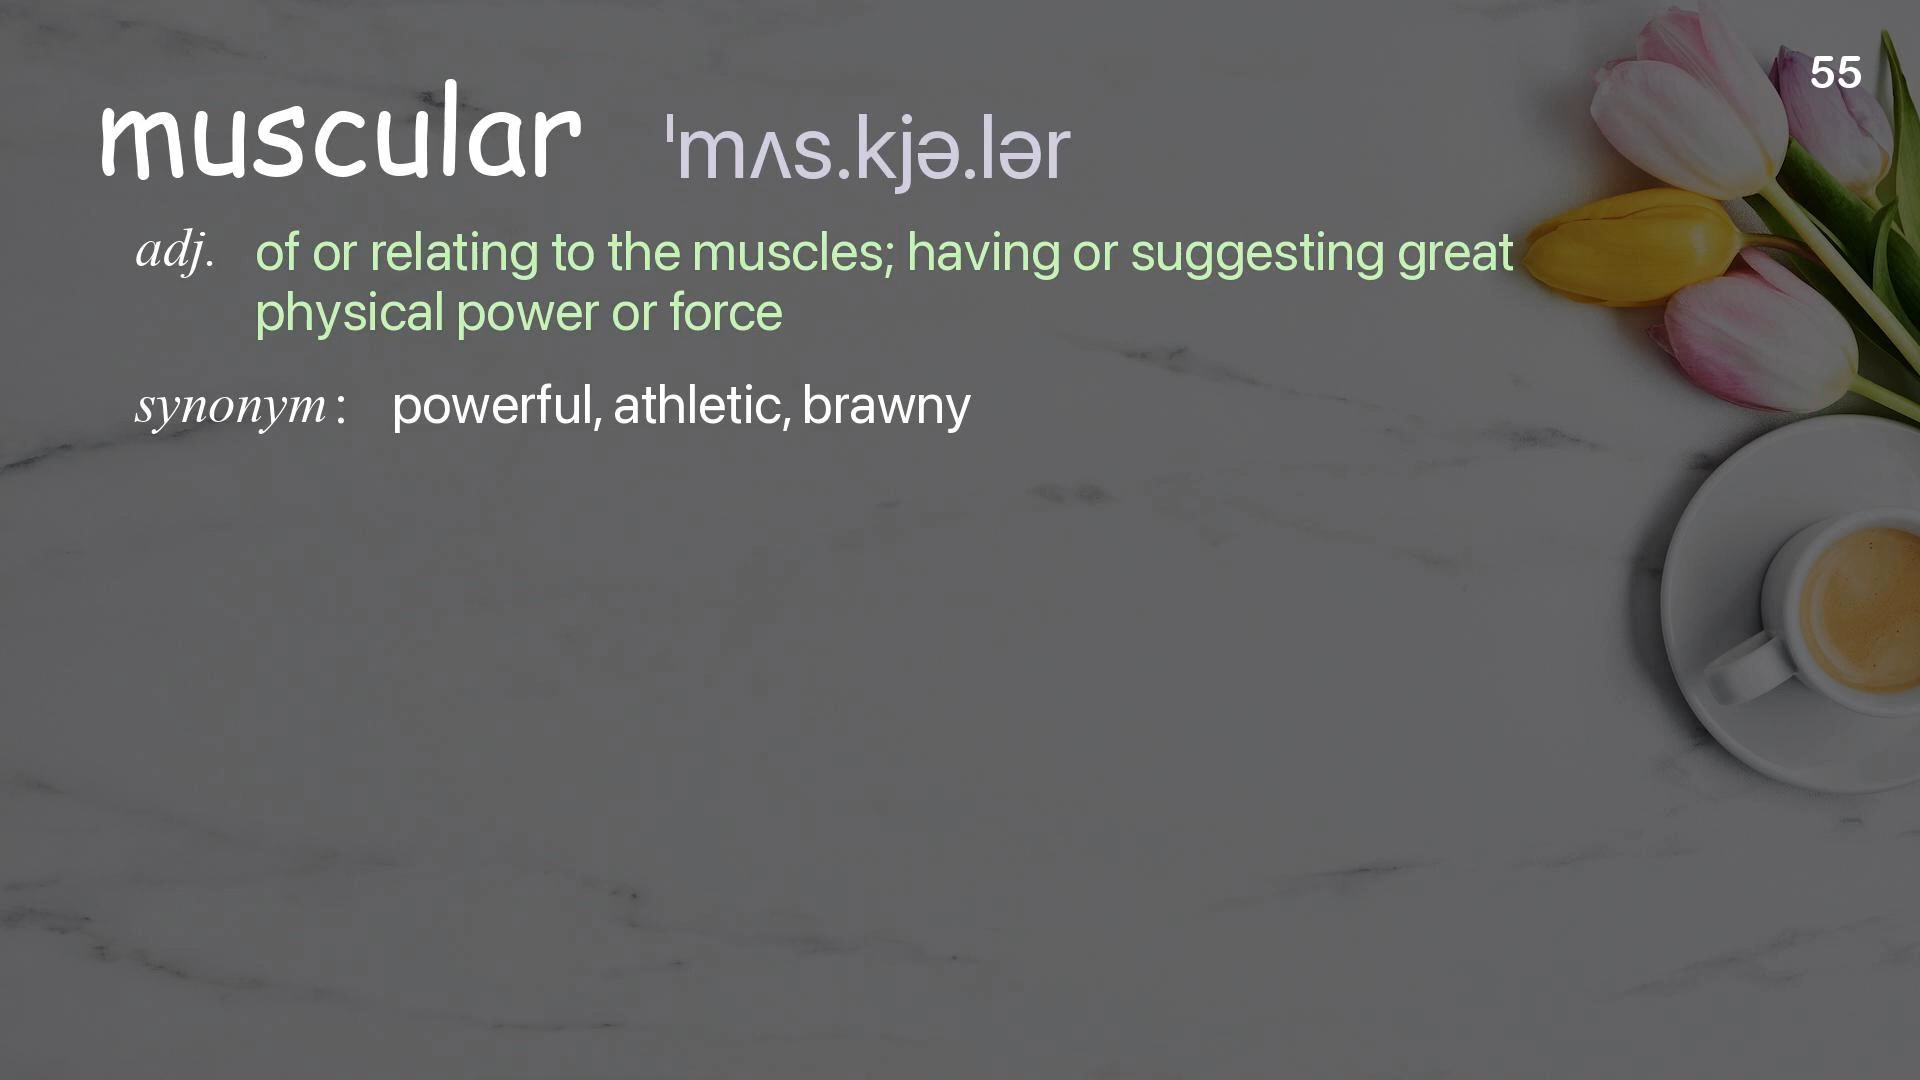 55
muscular ˈmʌs.kjə.lər
adj. of or relating to the muscles; having or suggesting great
physical power or force
synonym: powerful, athletic, brawny